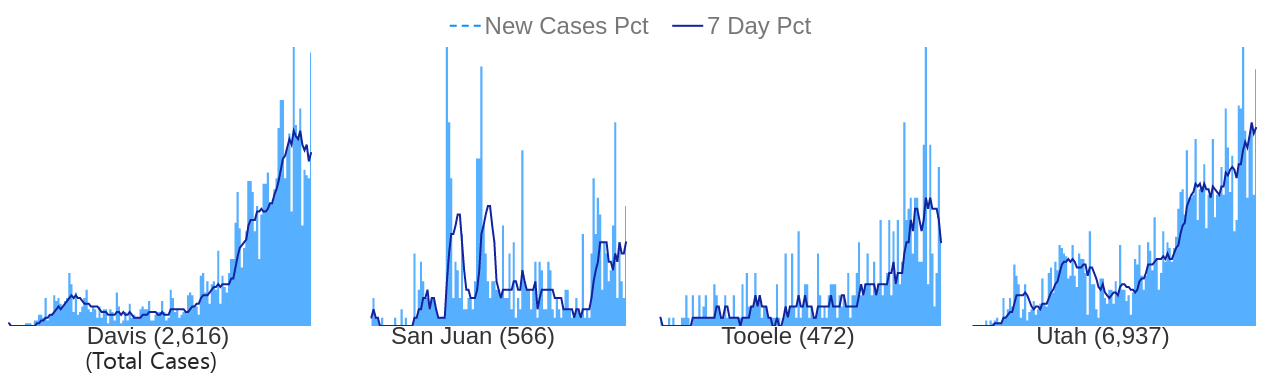 New Cases Pct 7 Day Pct
Davis (2,616) San Juan (566) Tooele (472) Utah (6,937)
(Total Cases)